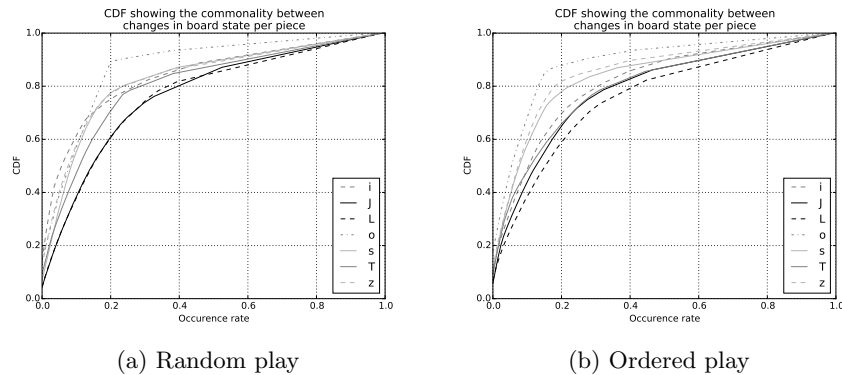 CDF showing the commonality between
changes in board state per piece
1.0
0.8
0.6
0.4
0.2
0.0
CDF
0.0 0.2 0.4 0.6 0.8 1.0
Occurence rate
i
J
L
o
s
T
z
(a) Random play
CDF showing the commonality between
changes in board state per piece
1.0
0.8
0.6
0.4
0.2
0.0
CDF
0.0 0.2 0.4 0.6 0.8 1.0
Occurence rate
i
J
L
o
s
T
z
(b) Ordered play